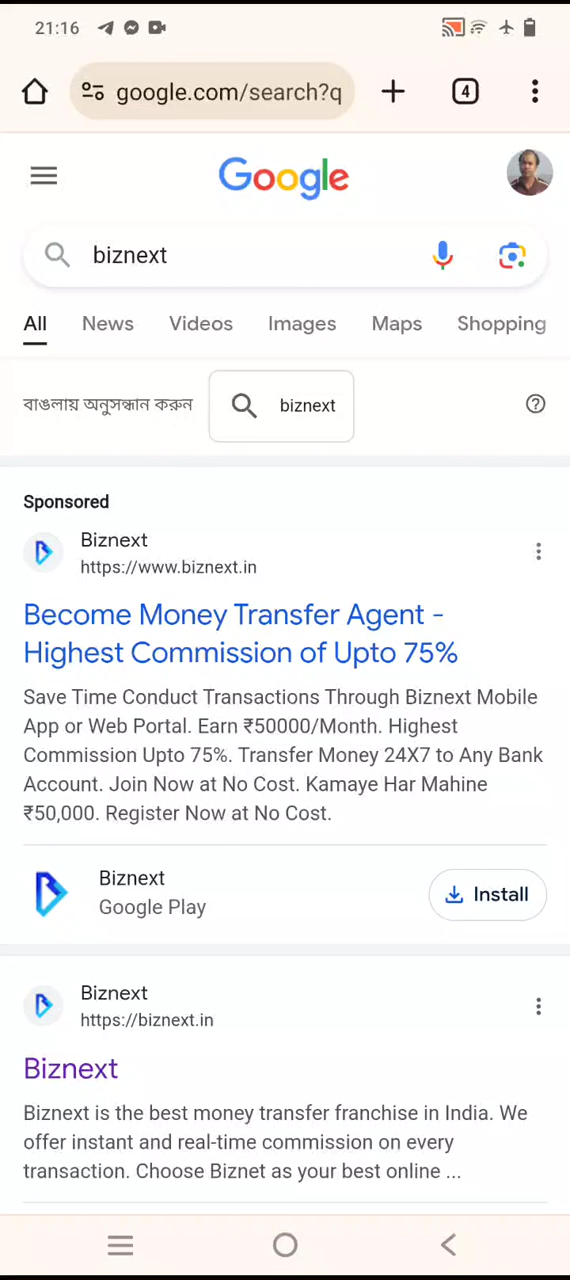 21:16
google.com/search?q
4
Google
biznext
All News Videos Images Maps Shopping
বাঙলায় অনুসন্ধান করুন
biznext
Sponsored
Biznext
https://www.biznext.in
Become Money Transfer Agent -
Highest Commission of Upto 75%
Save Time Conduct Transactions Through Biznext Mobile
App or Web Portal. Earn ₹50000/Month. Highest
Commission Upto 75%. Transfer Money 24X7 to Any Bank
Account. Join Now at No Cost. Kamaye Har Mahine
₹50,000. Register Now at No Cost.
Biznext
Google Play
Install
Biznext
https://biznext.in
Biznext
Biznext is the best money transfer franchise in India. We
offer instant and real-time commission on every
transaction. Choose Biznet as your best online ...